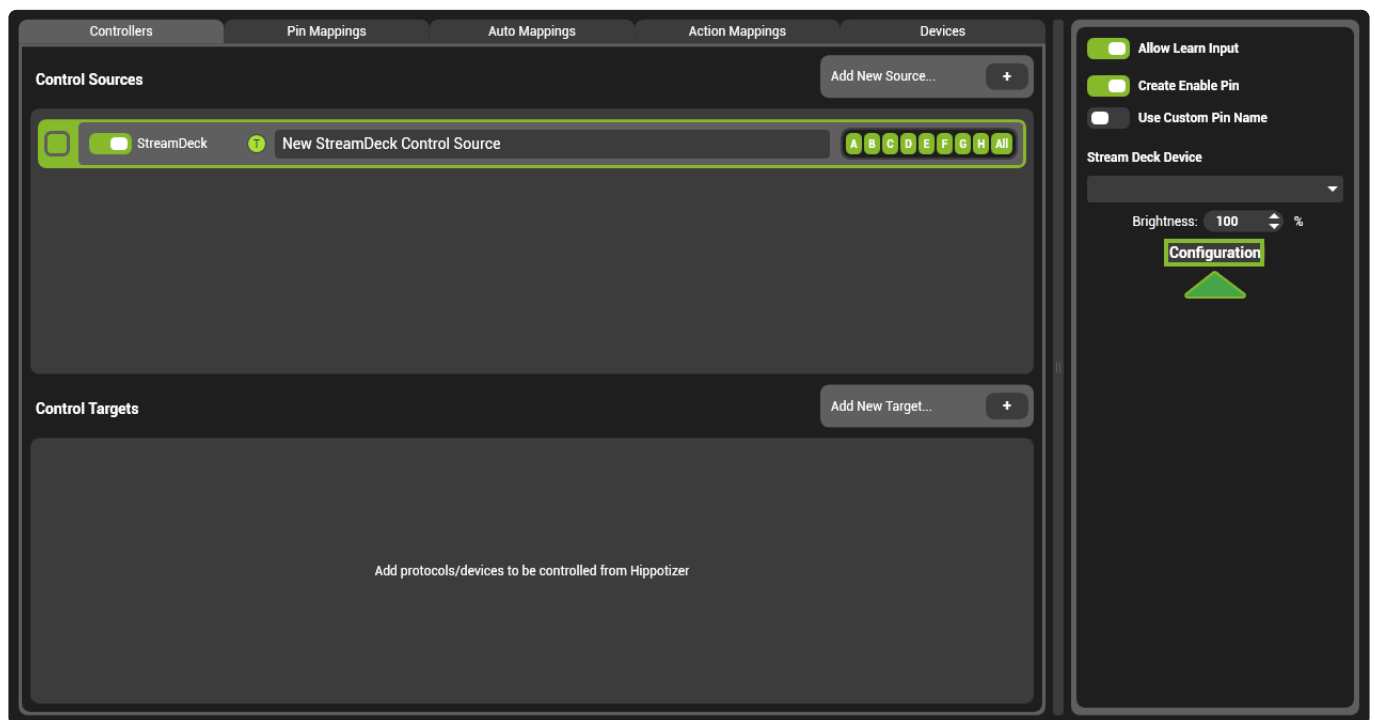 Controllers
Pin Mappings
Auto Mappings
Action Mappings
Devices
Control Sources
Add New Source...
+
StreamDeck
T
New StreamDeck Control Source
A B C D E F G H All
Control Targets
Add New Target...
+
Add protocols/devices to be controlled from Hippotizer
Allow Learn Input
Create Enable Pin
Use Custom Pin Name
Stream Deck Device
Brightness: 100 %
Configuration